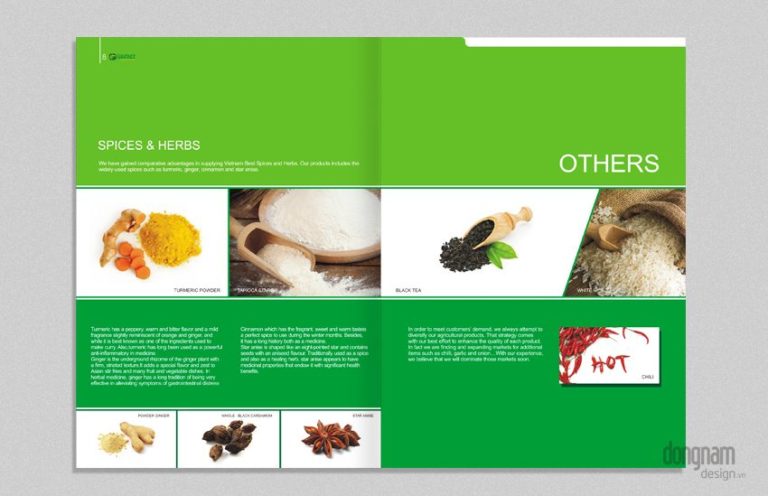 8
SPICES & HERBS
We have gained comparative advantages in supplying Vietnam Best Spices and Herbs. Our products includes the
widely used spices such as turmeric, ginger, cinnamon and star anise.
OTHERS
TURMERIC POWDER
BLACK TEA
WHITE
Turmeric has a peppery, warm and bitter flavor and a mild
fragrance slightly reminiscent of orange and ginger, and
while it is best known as one of the ingredients used to
make curry. Also,turmeric has long been used as a powerful
anti-inflammatory in medicine.
Ginger is the underground rhizome of the ginger plant with
a firm, striated texture.It adds a special flavor and zest to
Asian stir fries and many fruit and vegetable dishes. In
herbal medicine, ginger has a long tradition of being very
effective in alleviating symptoms of gastrointestinal distress
Cinnamon which has the fragrant, sweet and warm taste is
a perfect spice to use during the winter months. Besides,
it has a long history both as a medicine.
Star anise is shaped like an eight-pointed star and contains
seeds with an aniseed flavour. Traditionally used as a spice
and also as a healing herb, star anise appears to have
medicinal properties that endow it with significant health
benefits.
In order to meet customers' demand, we always attempt to
diversify our agricultural products. That strategy comes
with our best effort to enhance the quality of each product.
In fact we are finding and expanding markets for additional
items such as chili, garlic and onion... With our experience,
we believe that we will dominate those markets soon.
HOT
CHILI
POWDER GINGER
WHOLE BLACK CARDAMOM
STAR ANISE
dongnam
design.vn